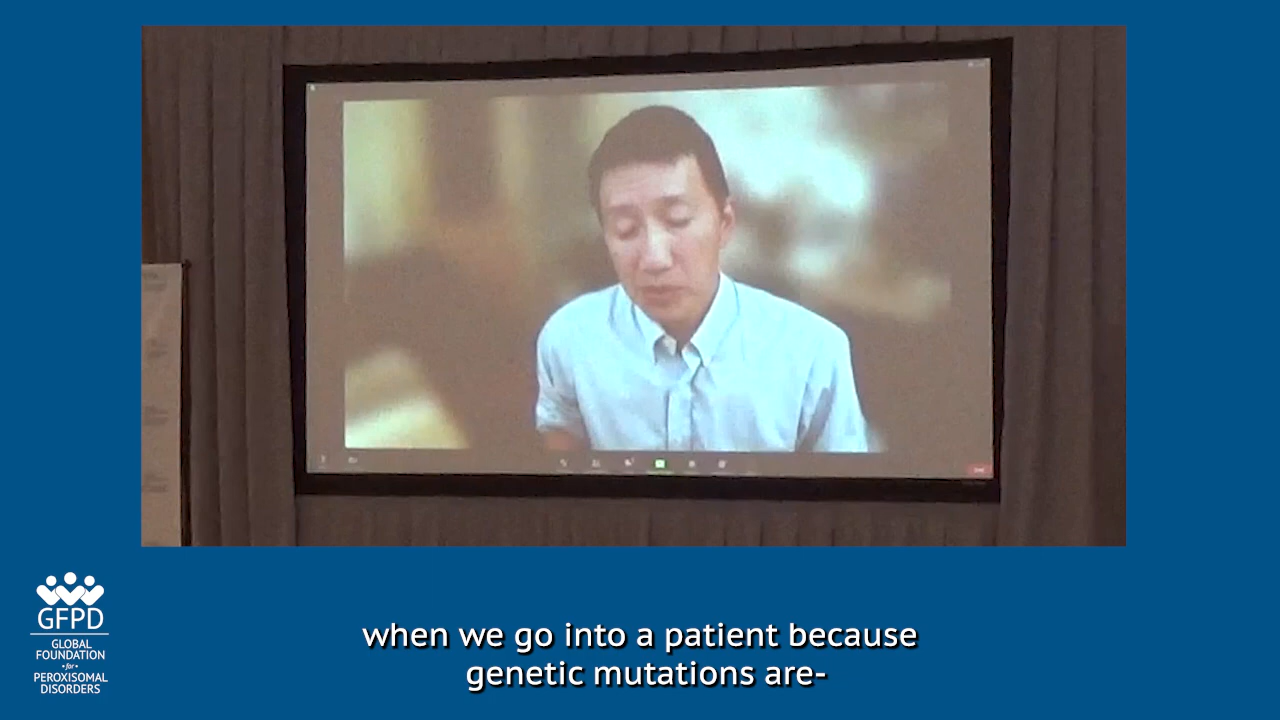 GFPD
GLOBAL
FOUNDATION
for
PEROXISOMAL
DISORDERS
when we go into a patient because
genetic mutations are-